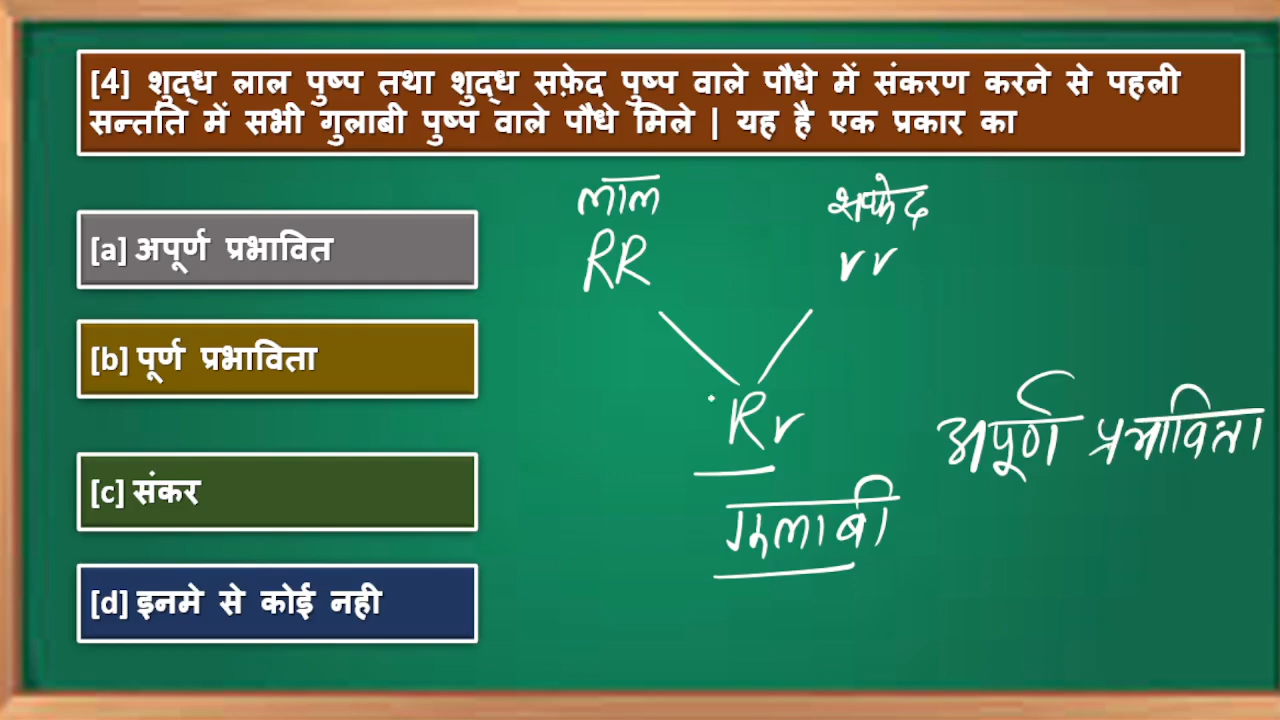 [4] शुद्ध लाल पुष्प तथा शुद्ध सफ़ेद पुष्प वाले पौधे में संकरण करने से पहली
सन्तति में सभी गुलाबी पुष्प वाले पौधे मिले | यह है एक प्रकार का
[a] अपूर्ण प्रभावित
[b] पूर्ण प्रभाविता
[c] संकर
[d] इनमे से कोई नही
लाल
सफेद
RR
rr
Rr
गुलाबी
अपूर्ण प्रभाविता